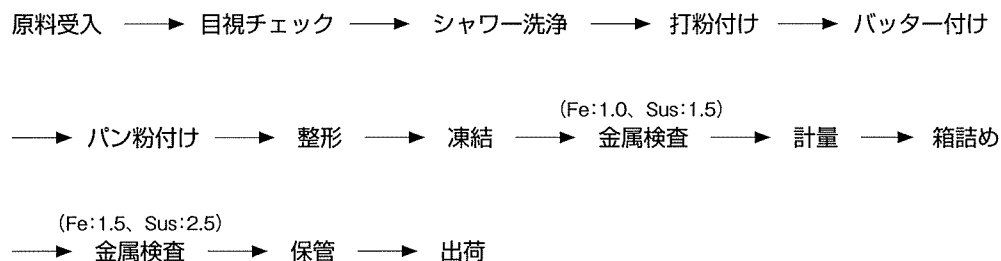 原料受入 → 目視チェック → シャワー洗浄 → 打粉付け → バッター付け
(Fe:1.0、Sus:1.5)
→ パン粉付け → 整形 → 凍結 → 金属検査 → 計量 → 箱詰め
(Fe:1.5、Sus:2.5)
→ 金属検査 → 保管 → 出荷